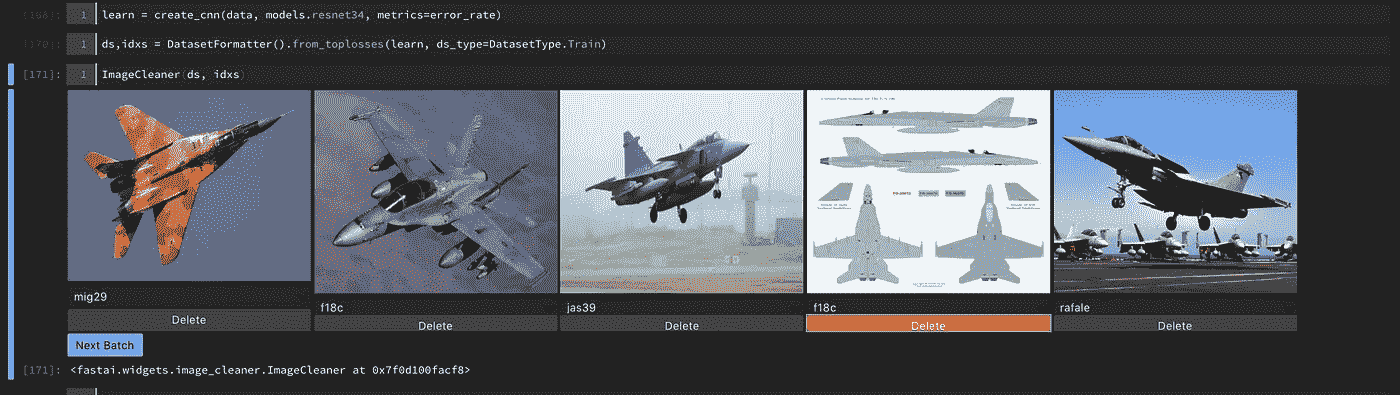 [168]: 1 learn = create_cnn(data, models.resnet34, metrics=error_rate)
[170]: 1 ds,idxs = DatasetFormatter().from_toplosses(learn, ds_type=DatasetType.Train)
[171]: 1 ImageCleaner(ds, idxs)
mig29
f18c
jas39
f18c
rafale
Delete
Delete
Delete
Delete
Delete
Next Batch
[171]: <fastai.widgets.image_cleaner.ImageCleaner at 0x7f0d100facf8>